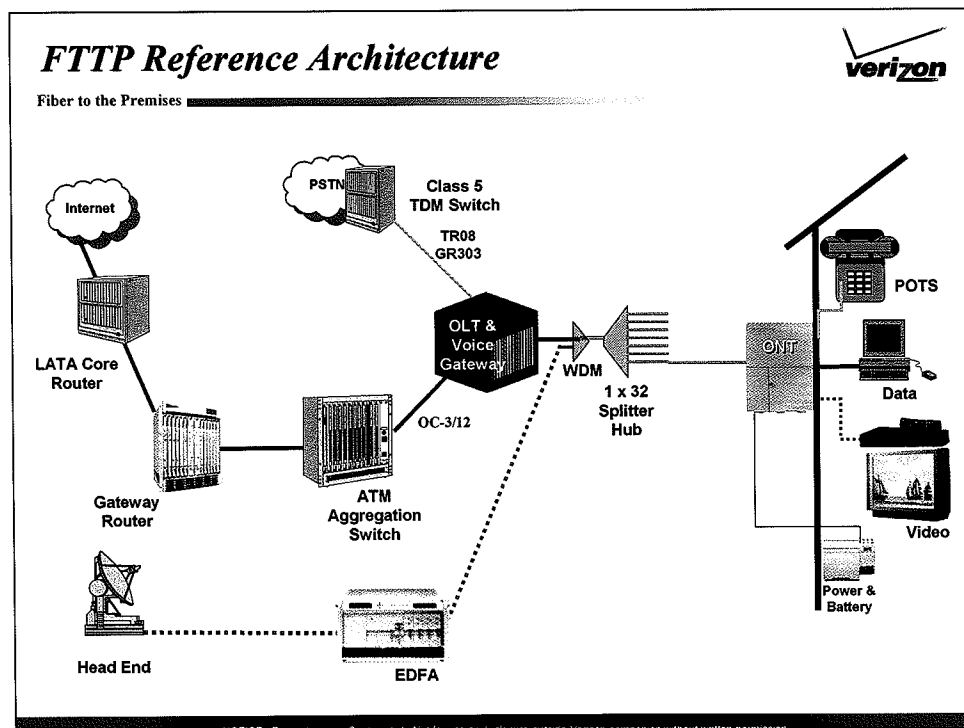 FTTP Reference Architecture
verizon
Fiber to the Premises
Internet
PSTN
Class 5
TDM Switch
TR08
GR303
LATA Core
Router
OLT &
Voice
Gateway
WDM
1 x 32
Splitter
Hub
ONT
POTS
Data
Video
OC-3/12
Gateway
Router
ATM
Aggregation
Switch
Power &
Battery
Head End
EDFA